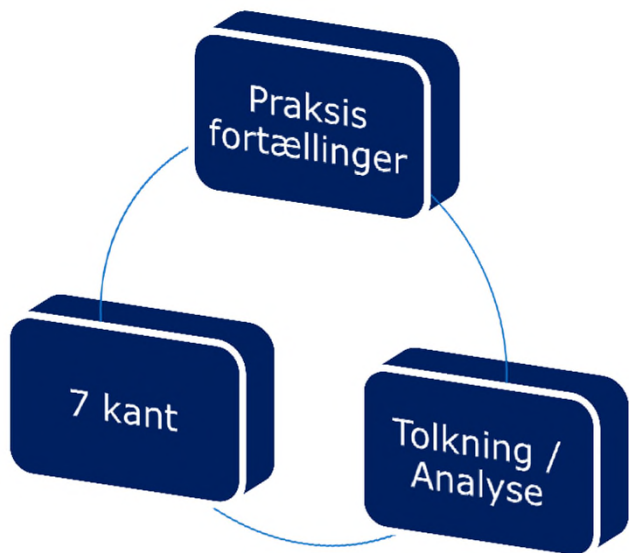 Praksis
fortællinger
7 kant
Tolkning /
Analyse